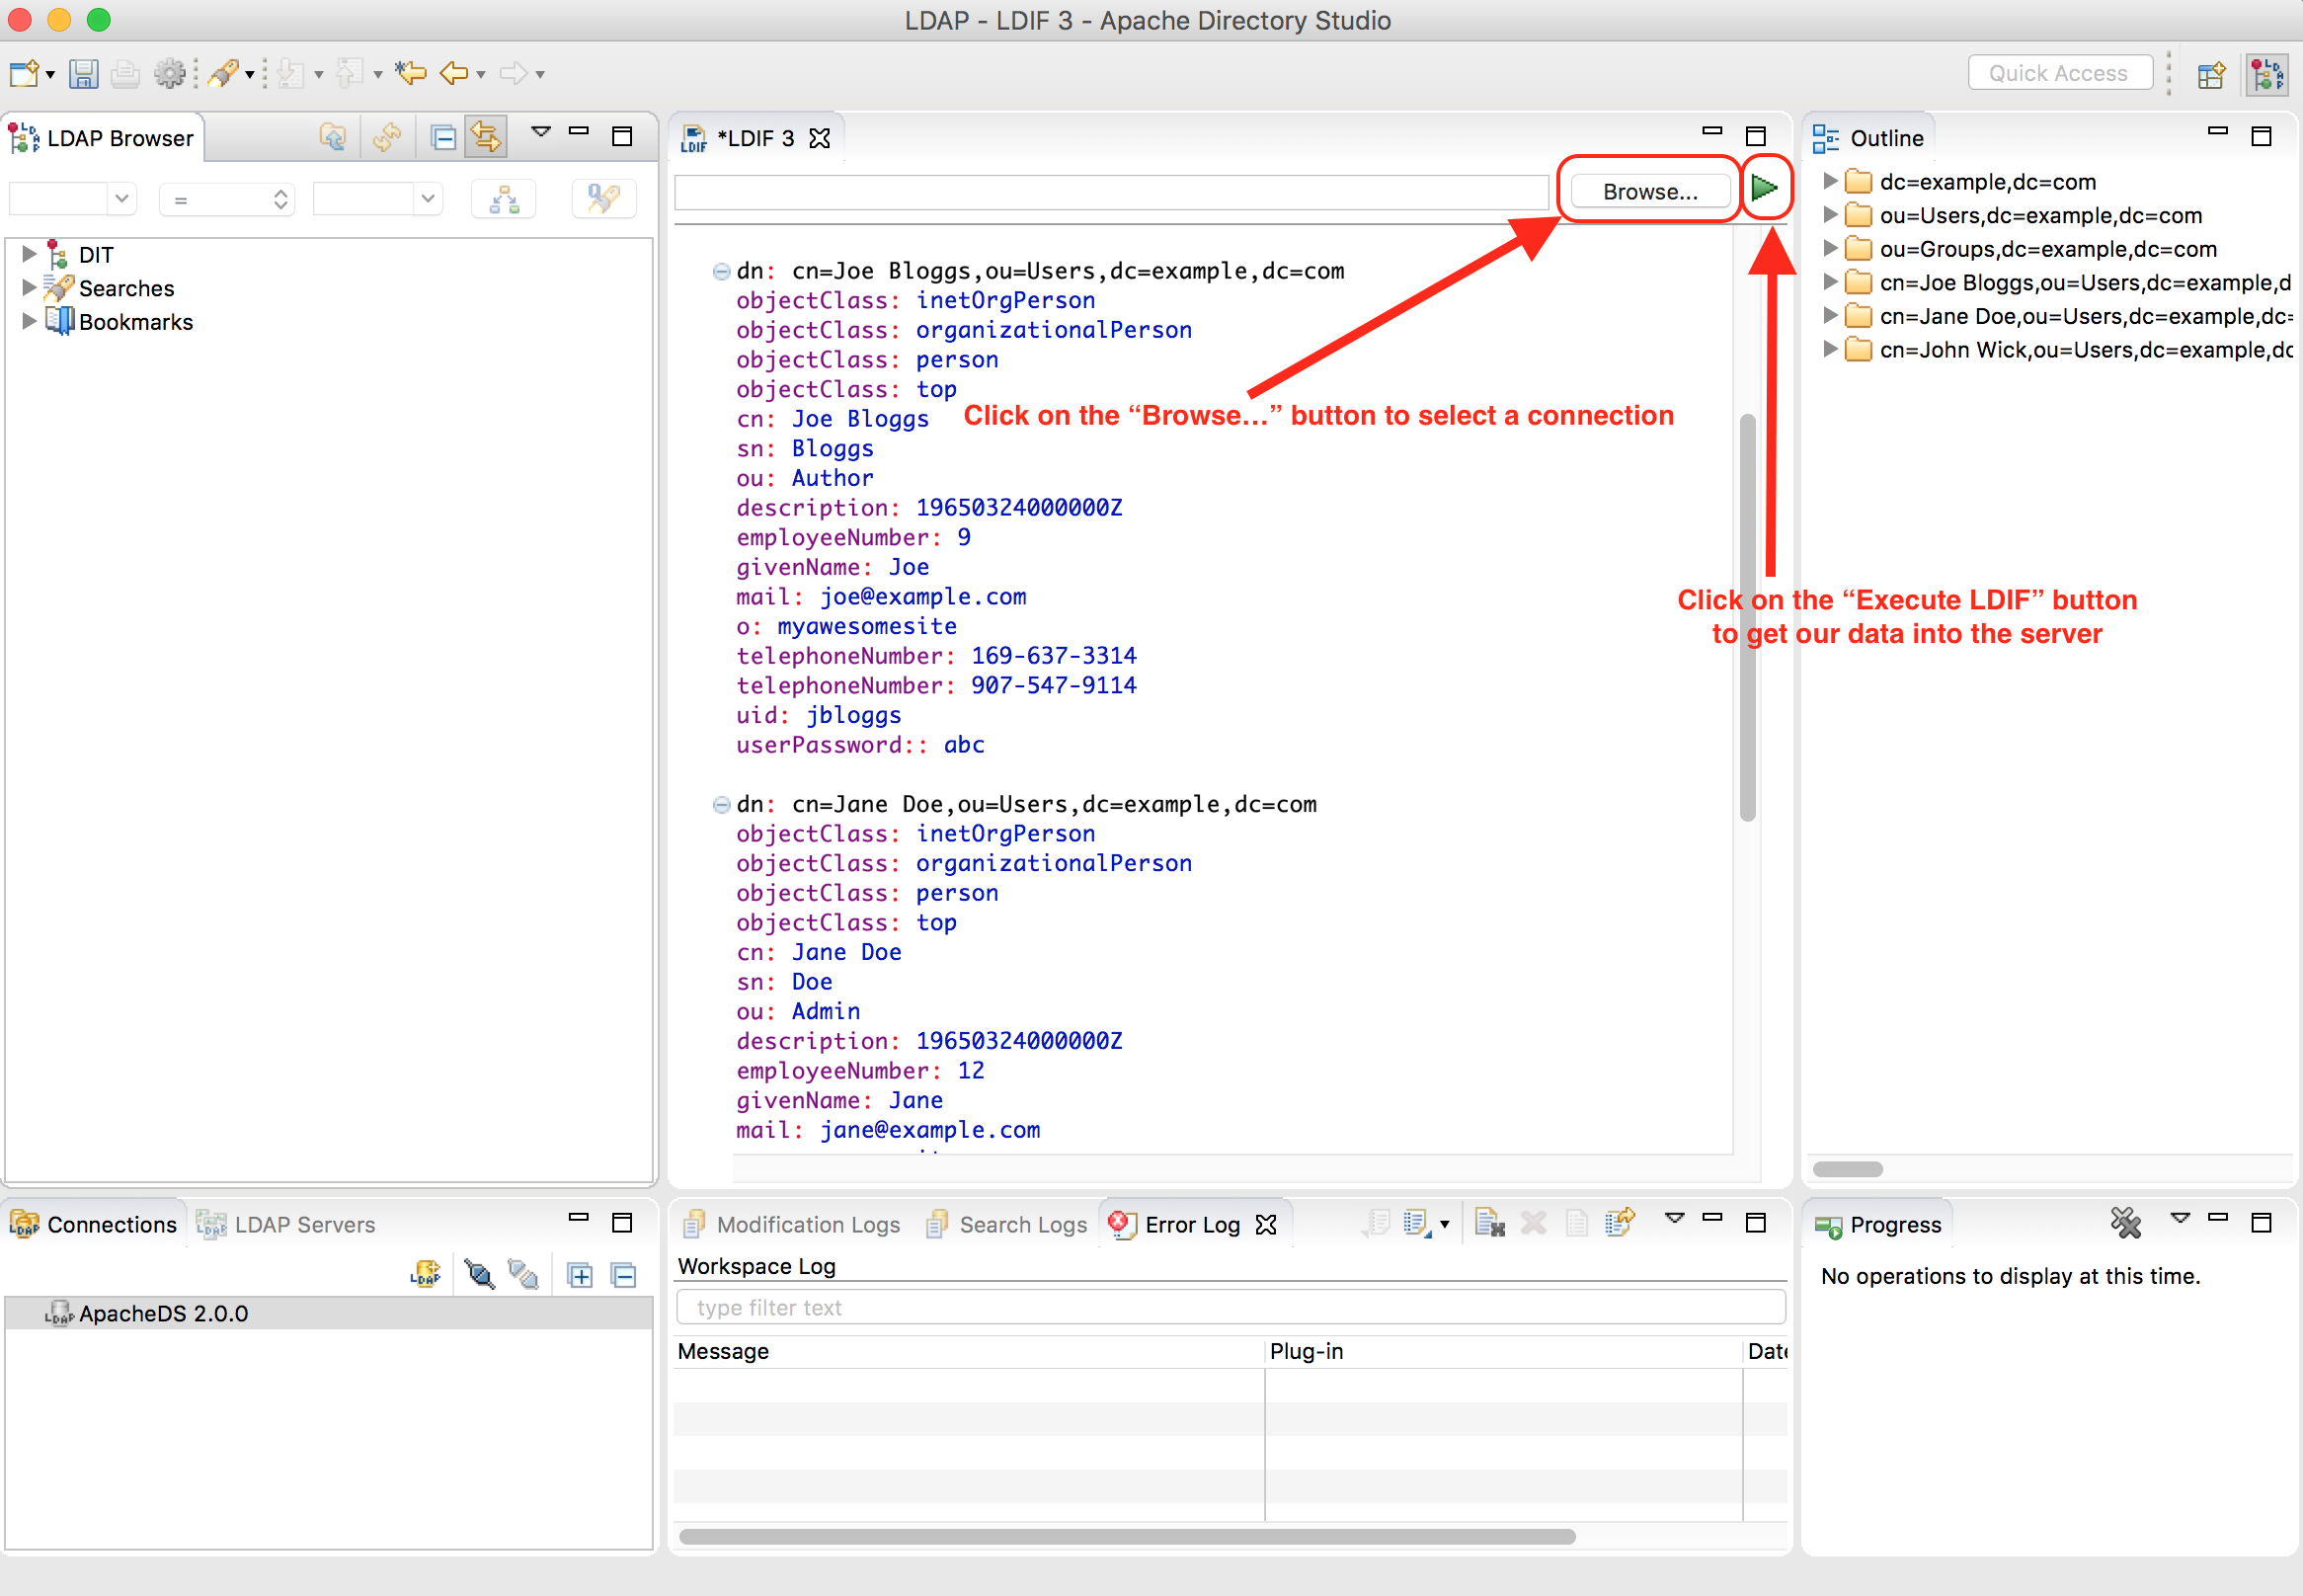 LDAP - LDIF 3 - Apache Directory Studio
Quick Access
LDAP Browser
=
DIT
Searches
Bookmarks
*LDIF 3
Browse...
dn: cn=Joe Bloggs,ou=Users,dc=example,dc=com
objectClass: inetOrgPerson
objectClass: organizationalPerson
objectClass: person
objectClass: top
cn: Joe Bloggs
sn: Bloggs
ou: Author
description: 19650324000000Z
employeeNumber: 9
givenName: Joe
mail: joe@example.com
o: myawesomesite
telephoneNumber: 169-637-3314
telephoneNumber: 907-547-9114
uid: jbloggs
userPassword:: abc
dn: cn=Jane Doe,ou=Users,dc=example,dc=com
objectClass: inetOrgPerson
objectClass: organizationalPerson
objectClass: person
objectClass: top
cn: Jane Doe
sn: Doe
ou: Admin
description: 19650324000000Z
employeeNumber: 12
givenName: Jane
mail: jane@example.com
Click on the “Browse...” button to select a connection
Click on the “Execute LDIF” button
to get our data into the server
Outline
dc=example,dc=com
ou=Users,dc=example,dc=com
ou=Groups,dc=example,dc=com
cn=Joe Bloggs,ou=Users,dc=example,d
cn=Jane Doe,ou=Users,dc=example,dc=
cn=John Wick,ou=Users,dc=example,dc
Connections
LDAP Servers
LDAP
ApacheDS 2.0.0
Modification Logs
Search Logs
Error Log
Workspace Log
type filter text
Message
Plug-in
Date
Progress
No operations to display at this time.